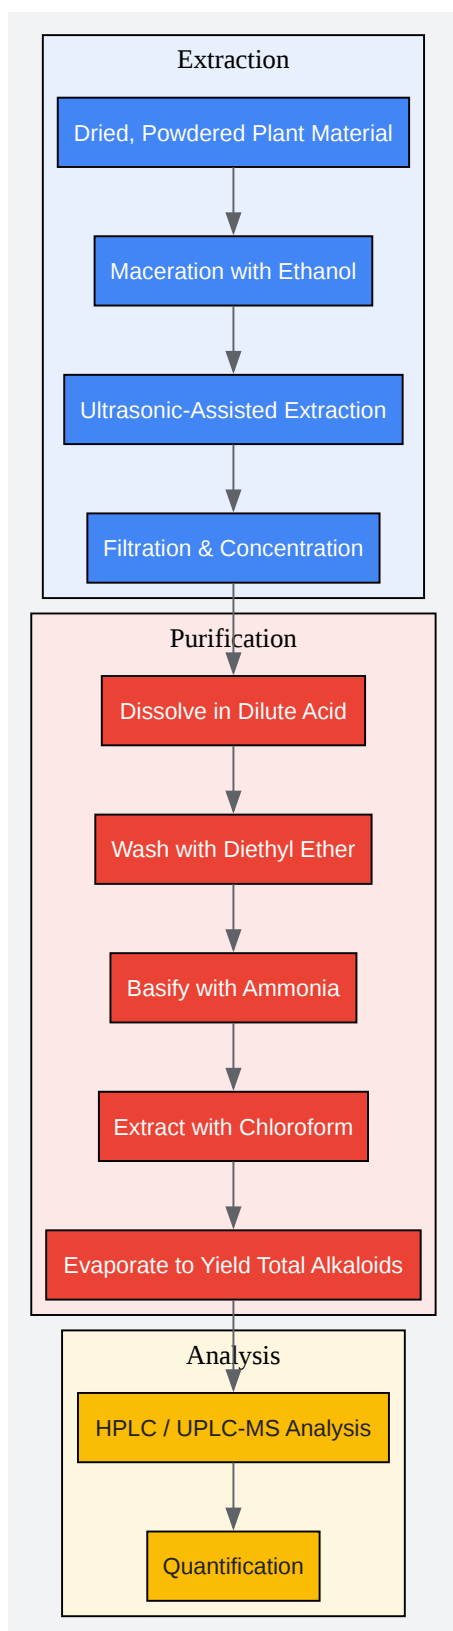 Extraction
Dried, Powdered Plant Material
Maceration with Ethanol
Ultrasonic-Assisted Extraction
Filtration & Concentration
Purification
Dissolve in Dilute Acid
Wash with Diethyl Ether
Basify with Ammonia
Extract with Chloroform
Evaporate to Yield Total Alkaloids
Analysis
HPLC / UPLC-MS Analysis
Quantification